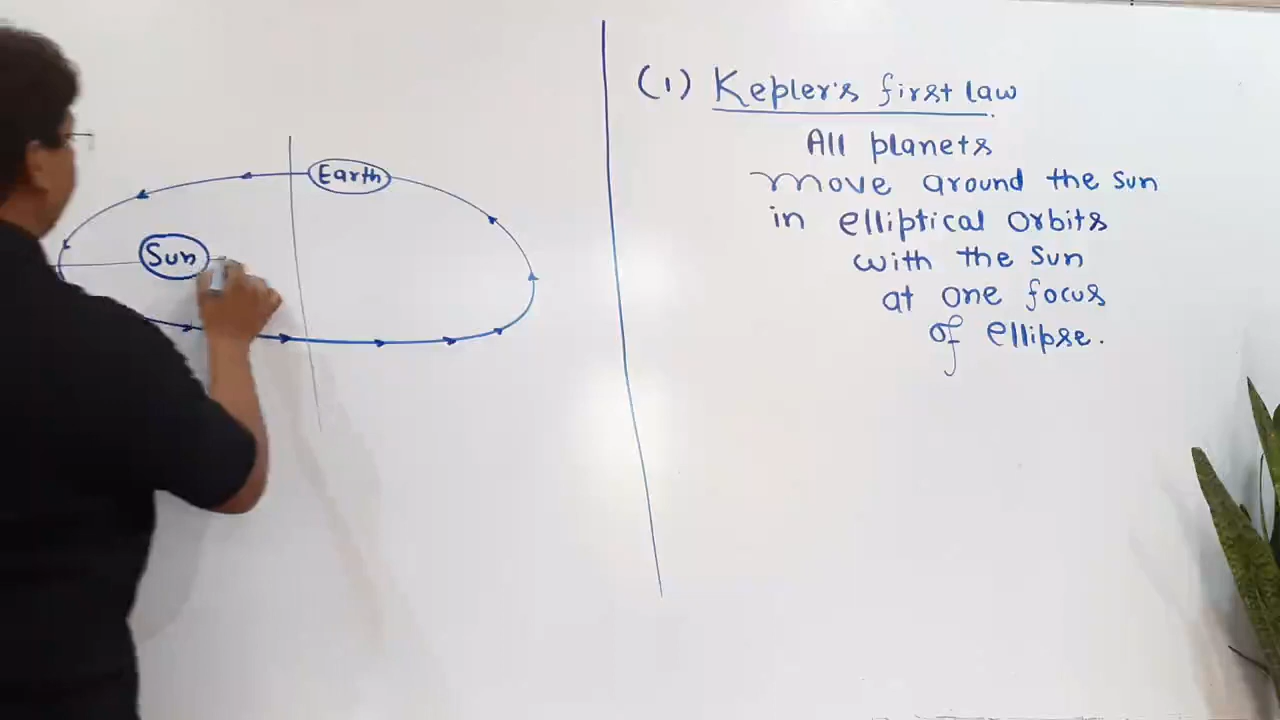 Earth
Sun
(1) Kepler's first law
All planets
move around the sun
in elliptical orbits
with the sun
at one focus
of ellipse.